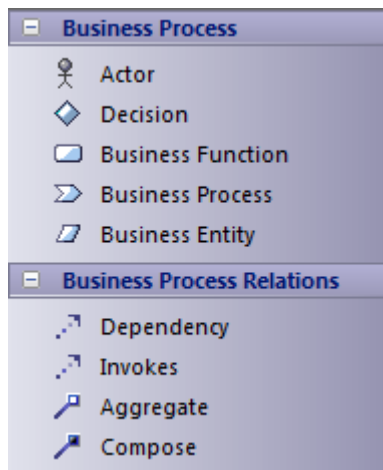 Business Process
Actor
Decision
Business Function
Business Process
Business Entity
Business Process Relations
Dependency
Invokes
Aggregate
Compose